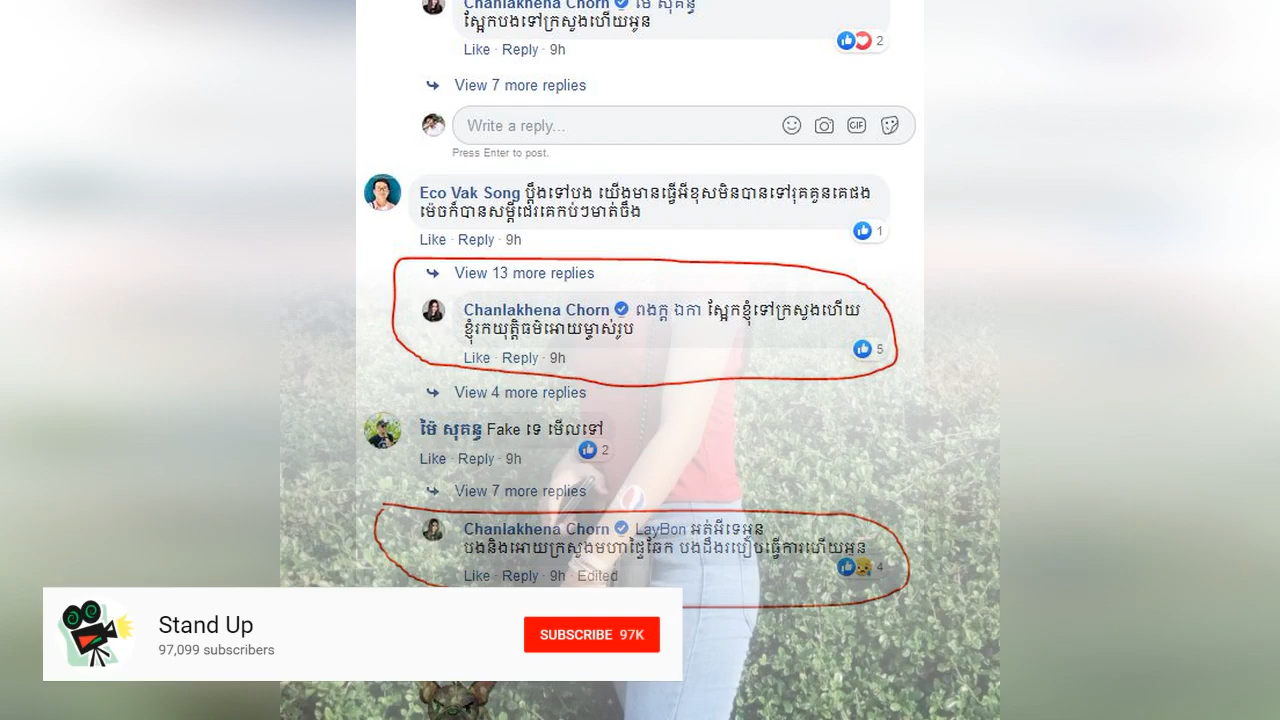 Chanlakhena Chorn ម៉ៃ សុគន្ធ
ស្អែកបងទៅក្រសួងហើយអូន
Like · Reply · 9h
2
View 7 more replies
Write a reply...
GIF
Press Enter to post.
Eco Vak Song ប្ដឹងទៅបង យើងមានធ្វើអីខុសមិនបានទៅរុគគួនគេផង
ម៉េចក៏បានសម្ដីជេរគេកប់ៗមាត់ចឹង
1
Like · Reply · 9h
View 13 more replies
Chanlakhena Chorn ពងក្ត ឯកា ស្អែកខ្ញុំទៅក្រសួងហើយ
ខ្ញុំរកយុត្តិធម៌អោយម្ចាស់រូប
5
Like · Reply · 9h
View 4 more replies
ម៉ៃ សុគន្ធ Fake ទេ មើលទៅ
2
Like · Reply · 9h
View 7 more replies
Chanlakhena Chorn LayBon អត់អីទេអូន
បងនិងអោយក្រសួងមហាផ្ទៃឆែក បងដឹងរបៀបធ្វើការហើយអូន
4
Like · Reply · 9h · Edited
Stand Up
SUBSCRIBE 97K
97,099 subscribers